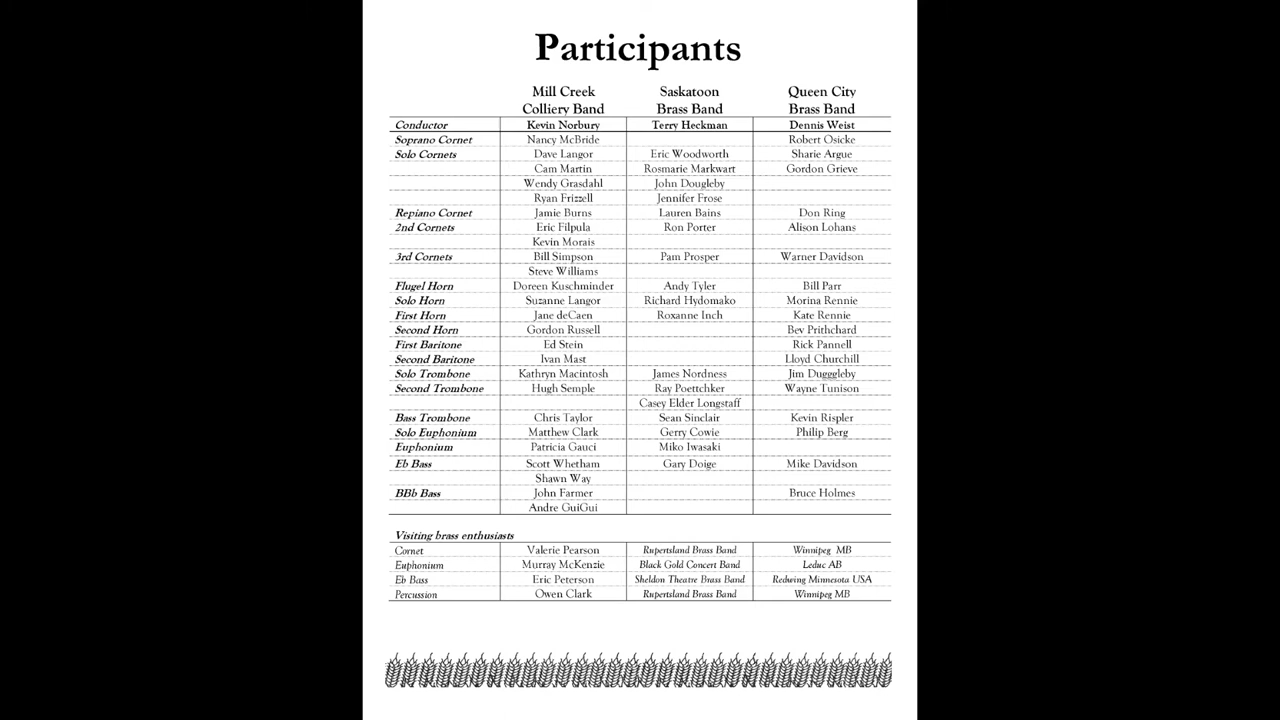 Participants
Mill Creek Saskatoon Queen City
Colliery Band Brass Band Brass Band
Conductor Kevin Norbury Terry Heckman Dennis Weist
Soprano Cornet Nancy McBride Robert Osicke
Solo Cornets Dave Langor Eric Woodworth Sharie Argue
Cam Martin Rosmarie Markwart Gordon Grieve
Wendy Grasdahl John Dougleby
Ryan Frizzell Jennifer Frose
Repiano Cornet Jamie Burns Lauren Bains Don Ring
2nd Cornets Eric Filpula Ron Porter Alison Lohans
Kevin Morais
3rd Cornets Bill Simpson Pam Prosper Warner Davidson
Steve Williams
Flugel Horn Doreen Kuschminder Andy Tyler Bill Parr
Solo Horn Suzanne Langor Richard Hydomako Morina Rennie
First Horn Jane deCaen Roxanne Inch Kate Rennie
Second Horn Gordon Russell Bev Prithchard
First Baritone Ed Stein Rick Pannell
Second Baritone Ivan Mast Lloyd Churchill
Solo Trombone Kathryn Macintosh James Nordness Jim Dugggleby
Second Trombone Hugh Semple Ray Poettchker Wayne Tunison
Casey Elder Longstaff
Bass Trombone Chris Taylor Sean Sinclair Kevin Rispler
Solo Euphonium Matthew Clark Gerry Cowie Philip Berg
Euphonium Patricia Gauci Miko Iwasaki
Eb Bass Scott Whetham Gary Doige Mike Davidson
Shawn Way
BBb Bass John Farmer Bruce Holmes
Andre GuiGui
Visiting brass enthusiasts
Cornet Valerie Pearson Rupertsland Brass Band Winnipeg MB
Euphonium Murray McKenzie Black Gold Concert Band Leduc AB
Eb Bass Eric Peterson Sheldon Theatre Brass Band Redwing Minnesota USA
Percussion Owen Clark Rupertsland Brass Band Winnipeg MB